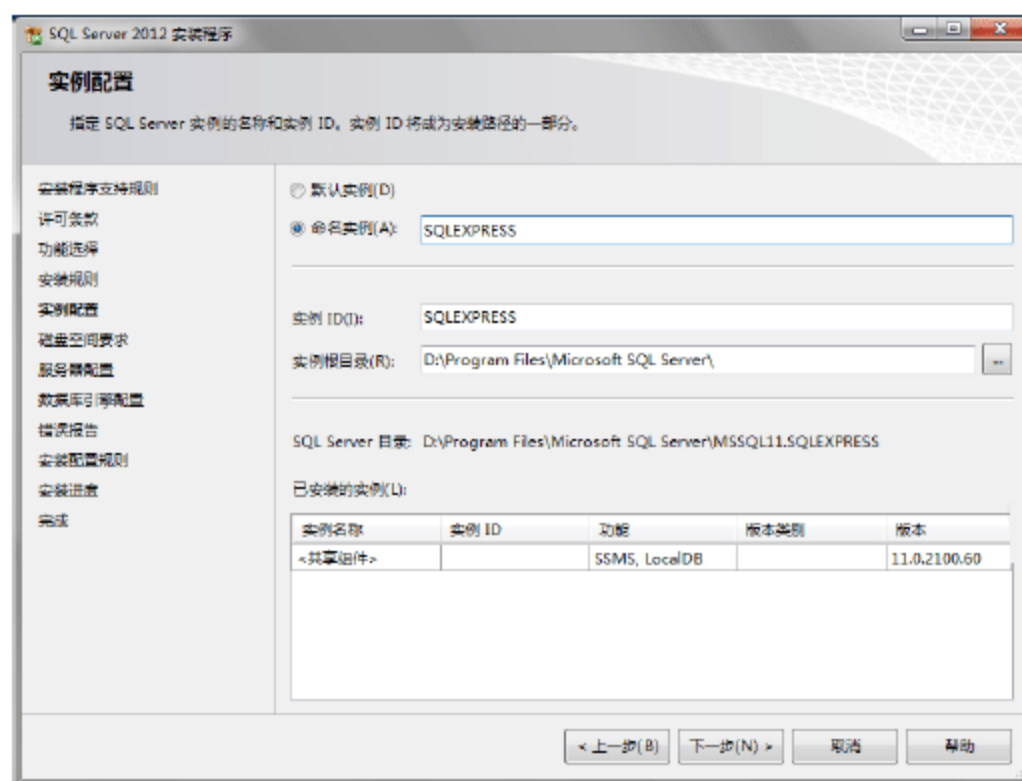 SQL Server 2012 安装程序
实例配置
指定 SQL Server 实例的名称和实例 ID。实例 ID 将成为安装路径的一部分。
安装程序支持规则
许可条款
功能选择
安装规则
实例配置
磁盘空间要求
服务器配置
数据库引擎配置
错误报告
安装配置规则
安装进度
完成
默认实例(D)
命名实例(A): SQLEXPRESS
实例 ID(I): SQLEXPRESS
实例根目录(R): D:\Program Files\Microsoft SQL Server\ ...
SQL Server 目录: D:\Program Files\Microsoft SQL Server\MSSQL11.SQLEXPRESS
已安装的实例(L):
实例名称 实例 ID 功能 版本类别 版本
<共享组件> SSMS, LocalDB 11.0.2100.60
< 上一步(B) 下一步(N) > 取消 帮助